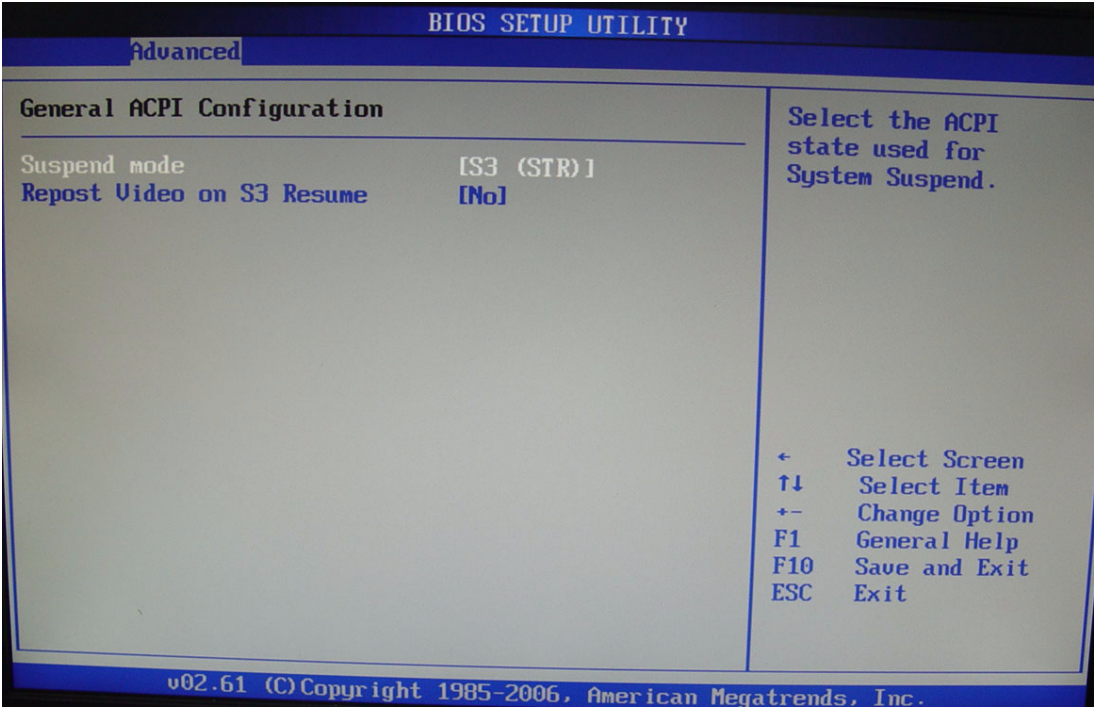 BIOS SETUP UTILITY
Advanced
General ACPI Configuration
Suspend mode [S3 (STR)]
Repost Video on S3 Resume [No]
Select the ACPI
state used for
System Suspend.
← Select Screen
↑↓ Select Item
+- Change Option
F1 General Help
F10 Save and Exit
ESC Exit
v02.61 (C)Copyright 1985-2006, American Megatrends, Inc.